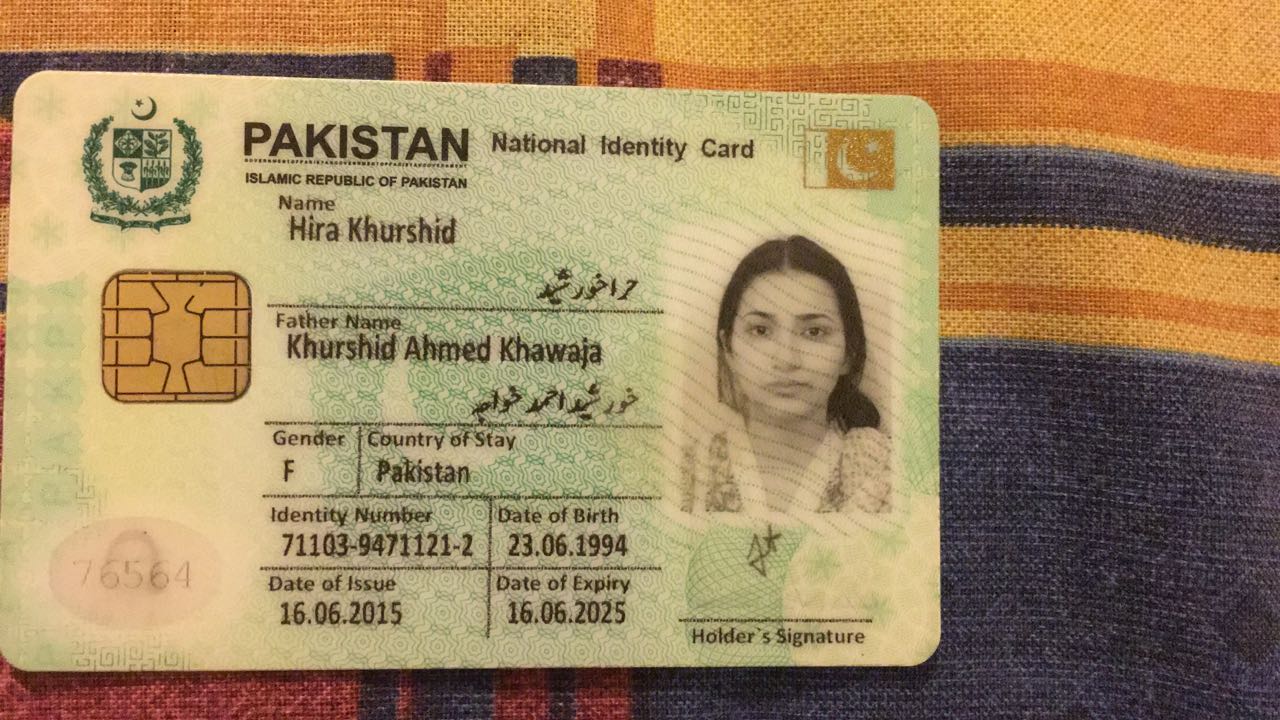 PAKISTAN National Identity Card
ISLAMIC REPUBLIC OF PAKISTAN
Name
Hira Khurshid
حرا خورشید
Father Name
Khurshid Ahmed Khawaja
خورشید احمد خواجہ
Gender Country of Stay
F Pakistan
Identity Number Date of Birth
71103-9471121-2 23.06.1994
Date of Issue Date of Expiry
16.06.2015 16.06.2025
76564
Holder's Signature